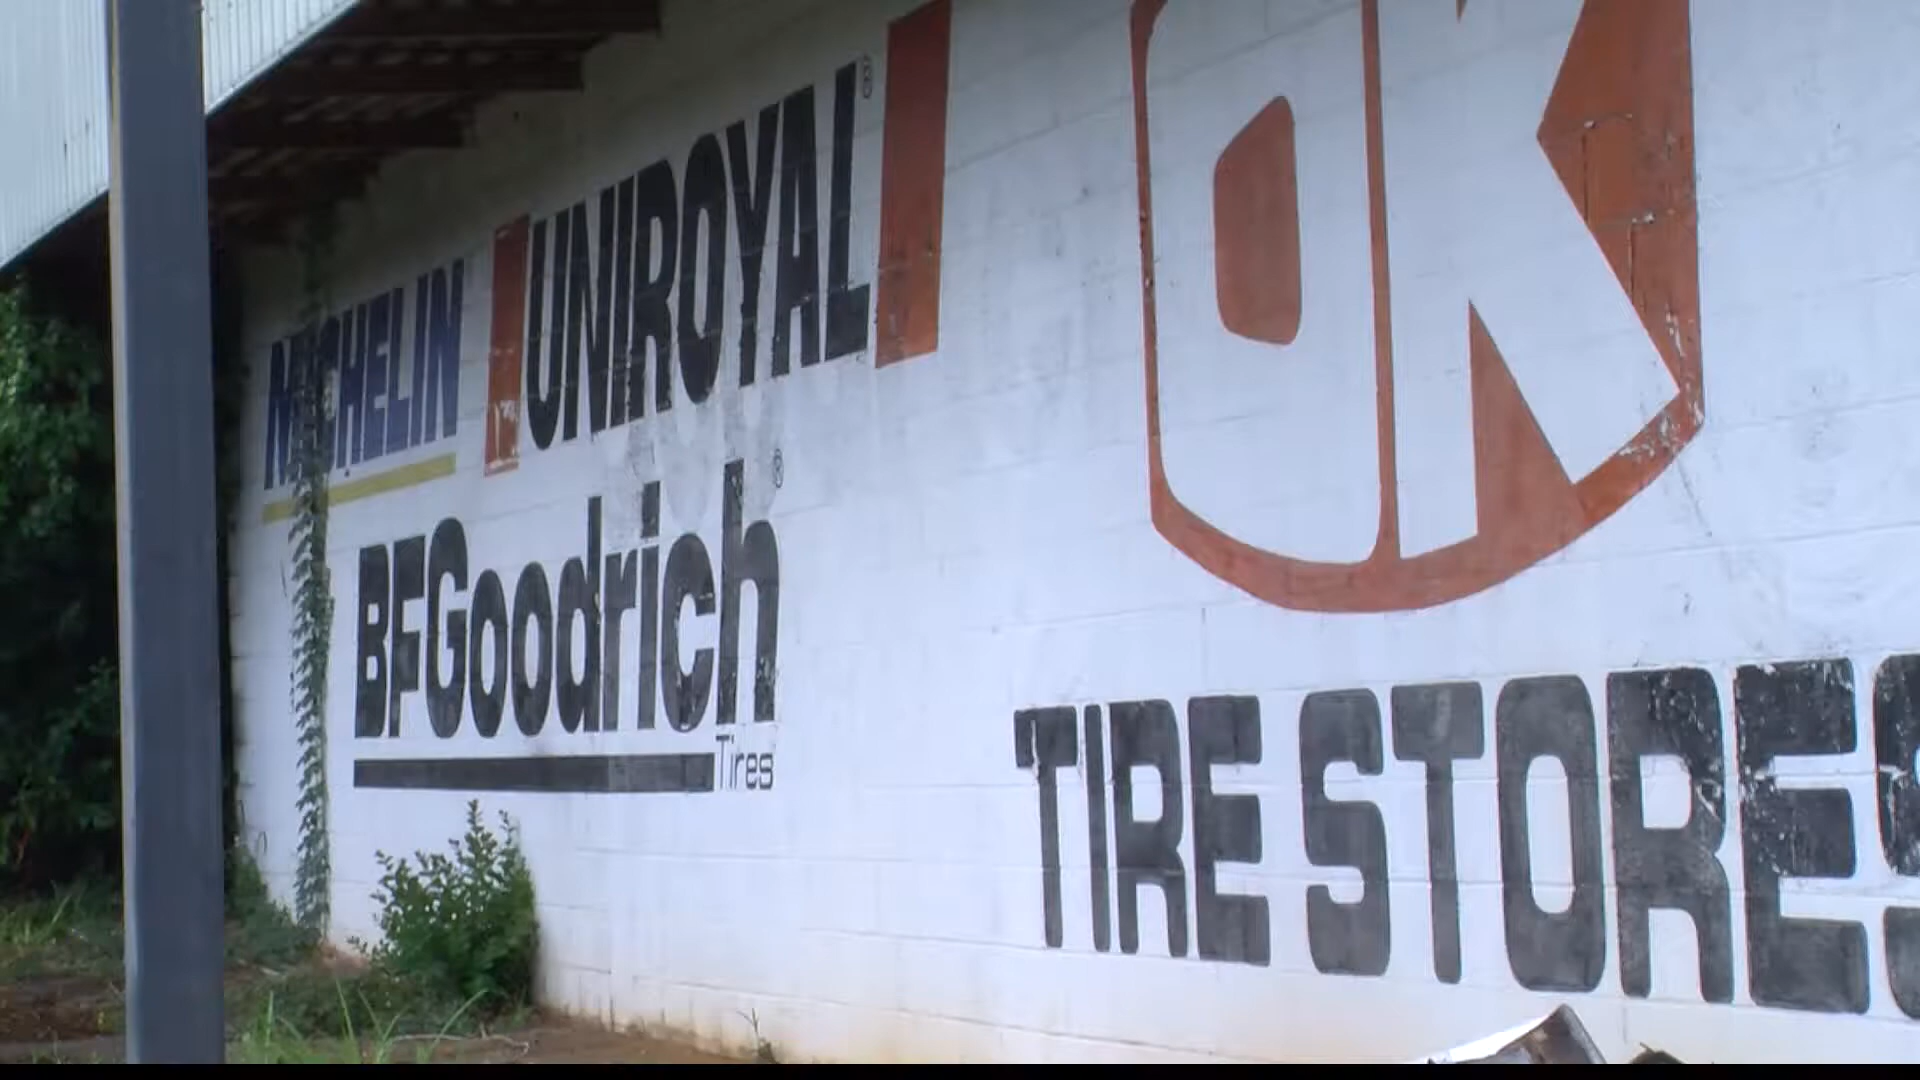 MICHELIN
UNIROYAL®
BFGoodrich®
Tires
OK
TIRE STORES